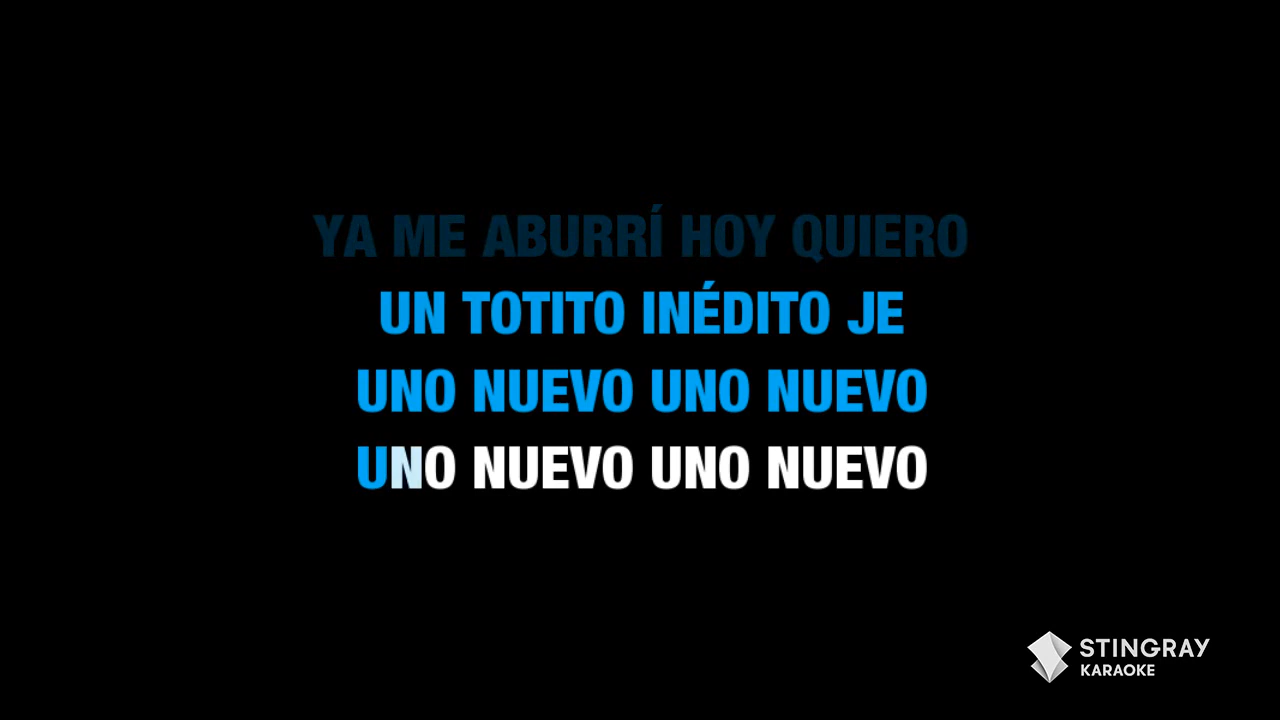 YA ME ABURRÍ HOY QUIERO
UN TOTITO INÉDITO JE
UNO NUEVO UNO NUEVO
UNO NUEVO UNO NUEVO
STINGRAY
KARAOKE